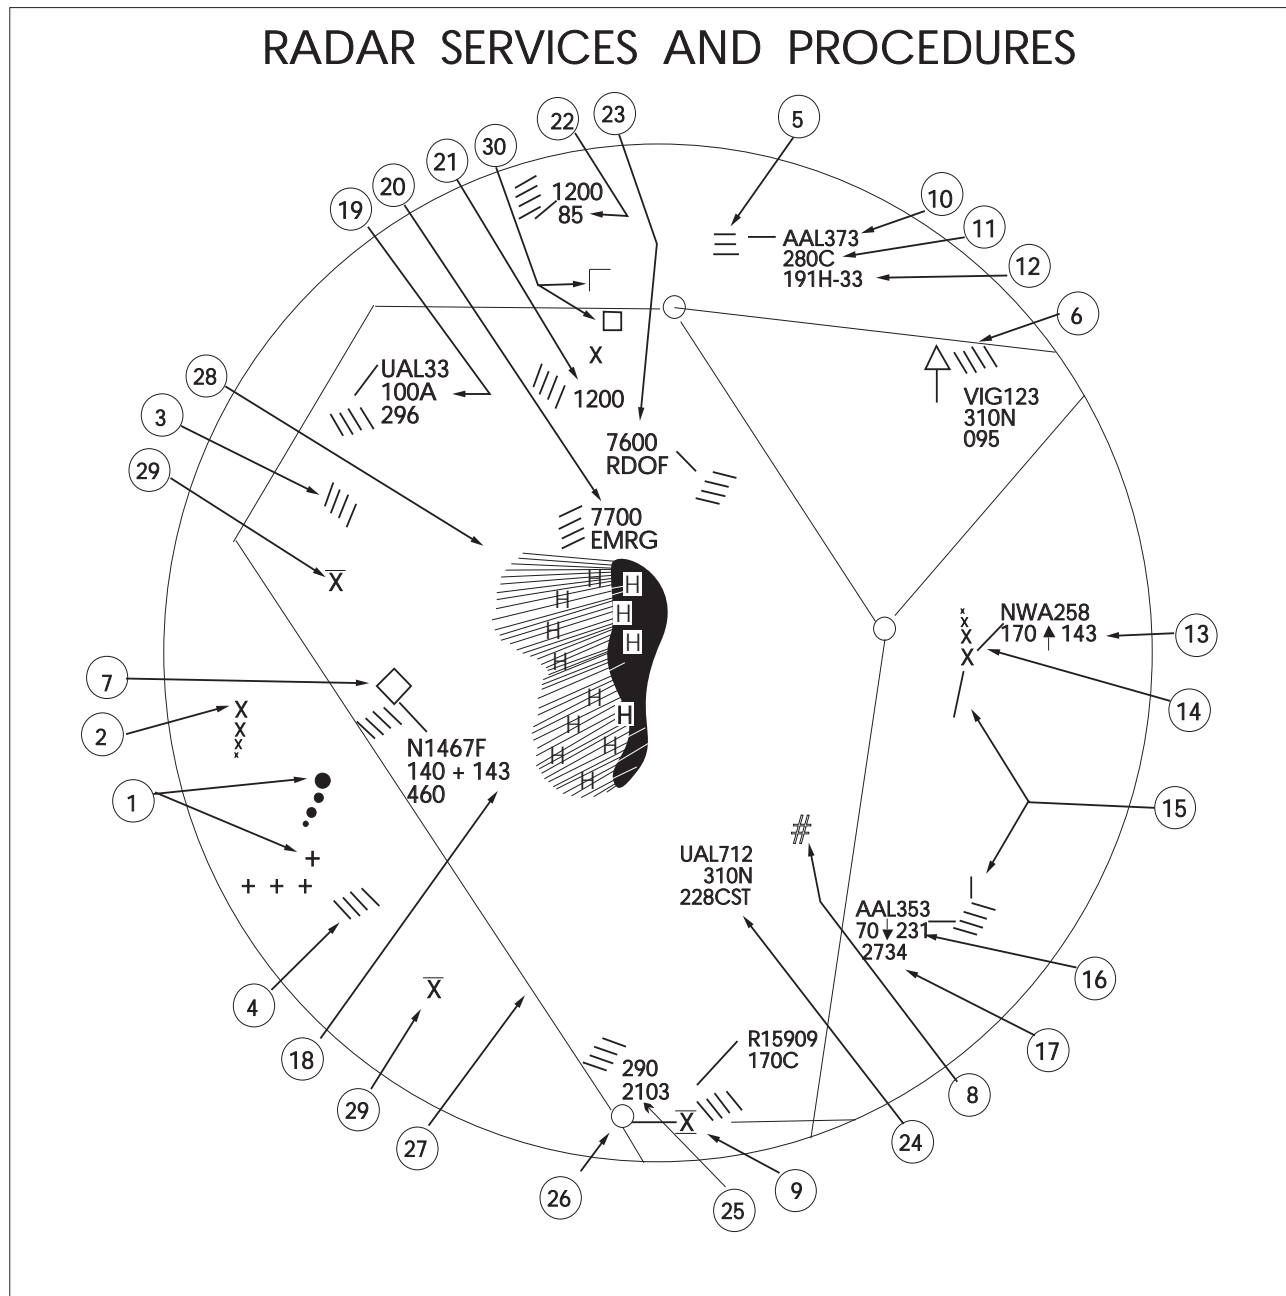 RADAR SERVICES AND PROCEDURES
23
22
5
30
21
20
19
1200
85
10
AAL373
280C
191H-33
11
12
6
28
UAL33
100A
296
X
1200
VIG123
310N
095
3
29
7600
RDOF
7700
EMRG
X
H H
H H
H H
H
H
H H
H H
H
NWA258
170 143
X
X
X
X
13
7
2
X
X
X
X
14
N1467F
140 + 143
460
1
+
+ + +
15
#
UAL712
310N
228CST
AAL353
70 231
2734
16
4
X
18
17
R15909
170C
290
2103
X
29
8
27
24
26
9
25